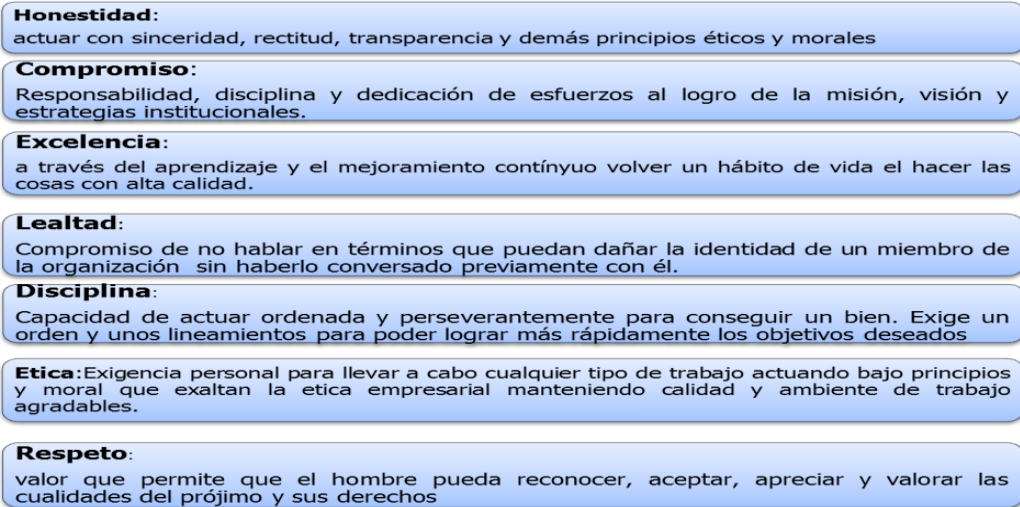 Honestidad:
actuar con sinceridad, rectitud, transparencia y demás principios éticos y morales
Compromiso:
Responsabilidad, disciplina y dedicación de esfuerzos al logro de la misión, visión y
estrategias institucionales.
Excelencia:
a través del aprendizaje y el mejoramiento contínyuo volver un hábito de vida el hacer las
cosas con alta calidad.
Lealtad:
Compromiso de no hablar en términos que puedan dañar la identidad de un miembro de
la organización sin haberlo conversado previamente con él.
Disciplina:
Capacidad de actuar ordenada y perseverantemente para conseguir un bien. Exige un
orden y unos lineamientos para poder lograr más rápidamente los objetivos deseados
Etica:Exigencia personal para llevar a cabo cualquier tipo de trabajo actuando bajo principios
y moral que exaltan la etica empresarial manteniendo calidad y ambiente de trabajo
agradables.
Respeto:
valor que permite que el hombre pueda reconocer, aceptar, apreciar y valorar las
cualidades del prójimo y sus derechos